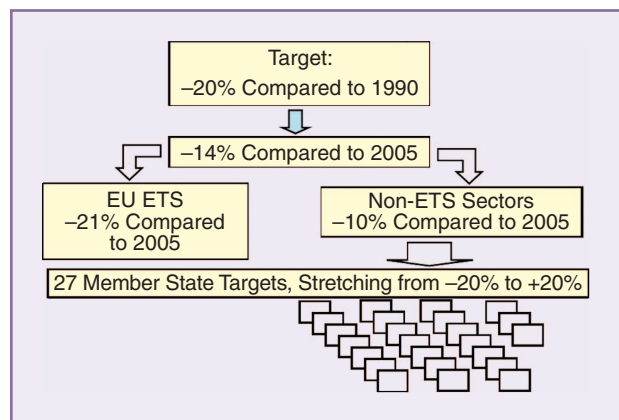 Target:
–20% Compared to 1990
–14% Compared to 2005
EU ETS
–21% Compared
to 2005
Non-ETS Sectors
–10% Compared to 2005
27 Member State Targets, Stretching from –20% to +20%